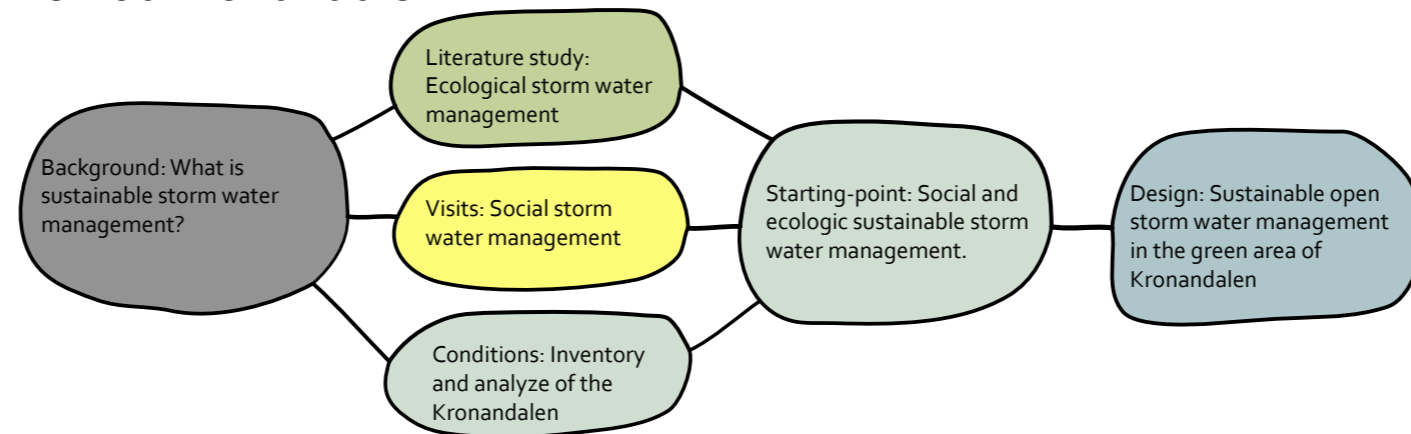 Background: What is
sustainable storm water
management?
Literature study:
Ecological storm water
management
Visits: Social storm
water management
Conditions: Inventory
and analyze of the
Kronandalen
Starting-point: Social and
ecologic sustainable storm
water management.
Design: Sustainable open
storm water management
in the green area of
Kronandalen